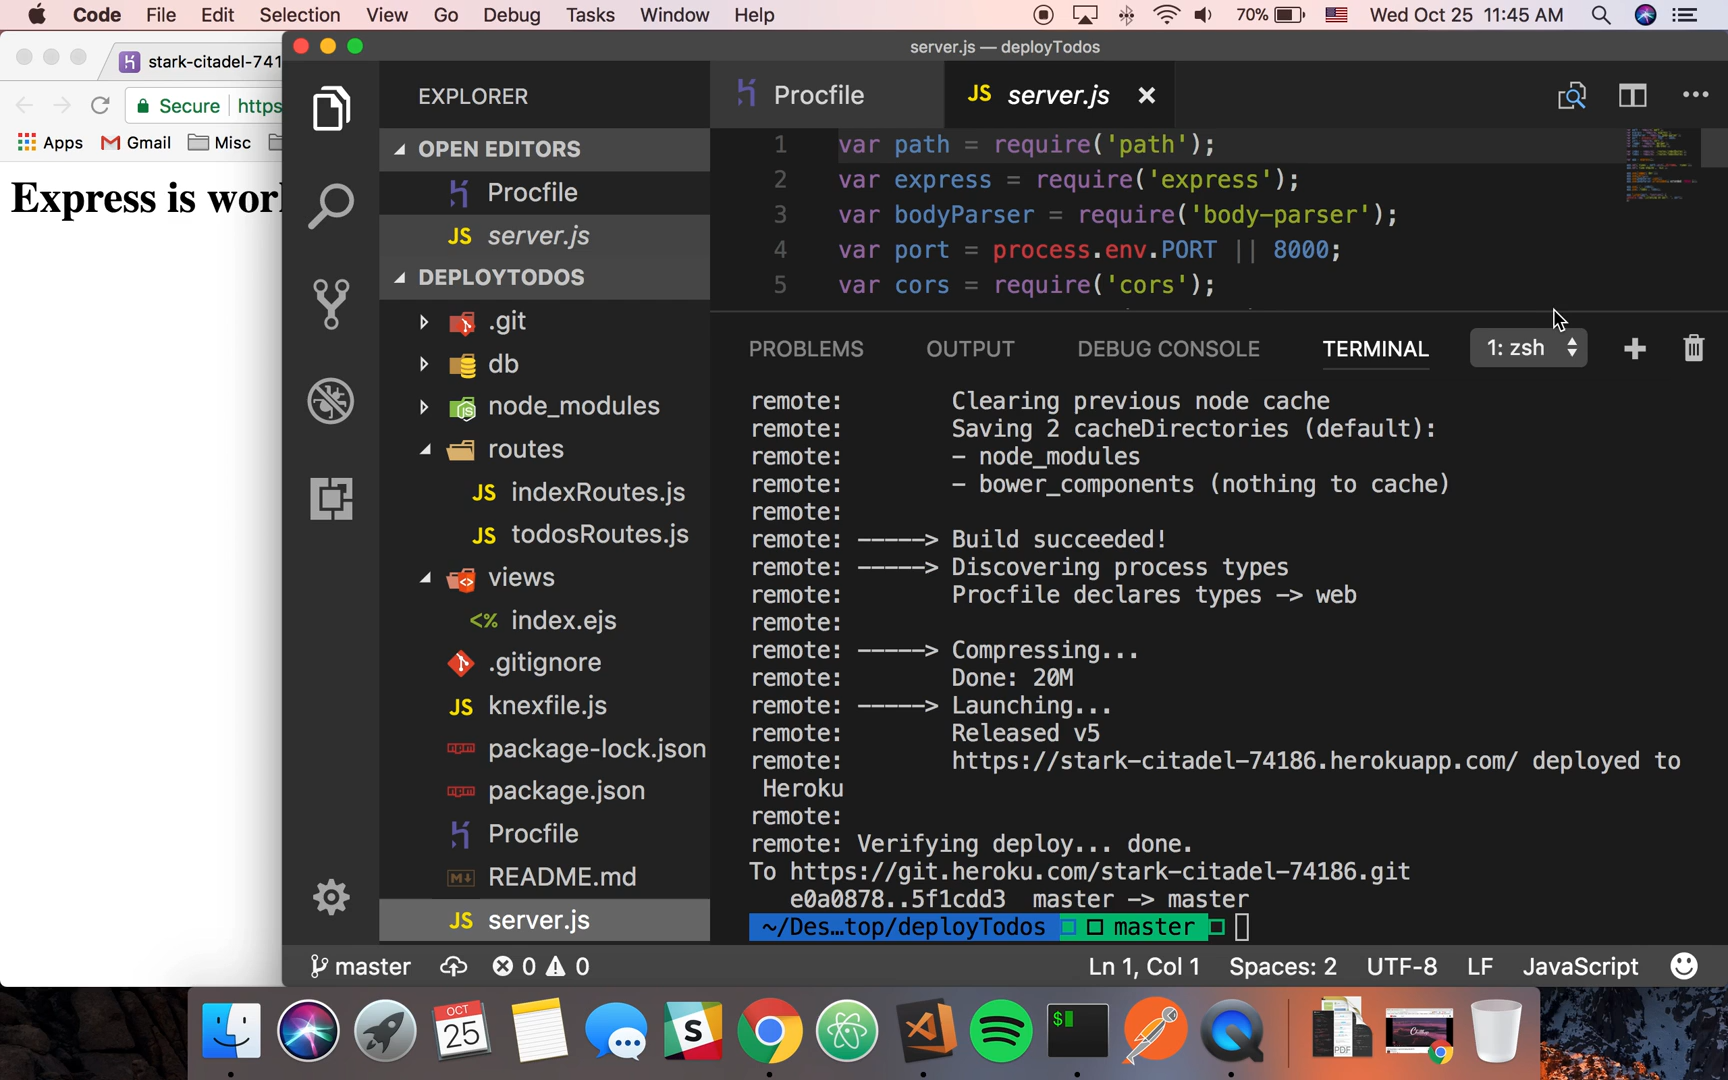 Code File Edit Selection View Go Debug Tasks Window Help 70% Wed Oct 25 11:45 AM
server.js — deployTodos
stark-citadel-741
Secure https
Apps Gmail Misc
Express is wor
EXPLORER
OPEN EDITORS
Procfile
JS server.js
DEPLOYTODOS
.git
db
node_modules
routes
JS indexRoutes.js
JS todosRoutes.js
views
<% index.ejs
.gitignore
JS knexfile.js
npm package-lock.json
npm package.json
Procfile
M↓ README.md
JS server.js
Procfile JS server.js
1 var path = require('path');
2 var express = require('express');
3 var bodyParser = require('body-parser');
4 var port = process.env.PORT || 8000;
5 var cors = require('cors');
PROBLEMS OUTPUT DEBUG CONSOLE TERMINAL 1: zsh
remote: Clearing previous node cache
remote: Saving 2 cacheDirectories (default):
remote: - node_modules
remote: - bower_components (nothing to cache)
remote:
remote: -----> Build succeeded!
remote: -----> Discovering process types
remote: Procfile declares types -> web
remote:
remote: -----> Compressing...
remote: Done: 20M
remote: -----> Launching...
remote: Released v5
remote: https://stark-citadel-74186.herokuapp.com/ deployed to
Heroku
remote:
remote: Verifying deploy... done.
To https://git.heroku.com/stark-citadel-74186.git
e0a0878..5f1cdd3 master -> master
~/Des…top/deployTodos master
master 0 0 Ln 1, Col 1 Spaces: 2 UTF-8 LF JavaScript
OCT
25
S
$
PDF